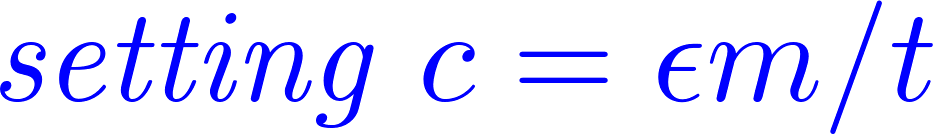 setting c = ϵm/t